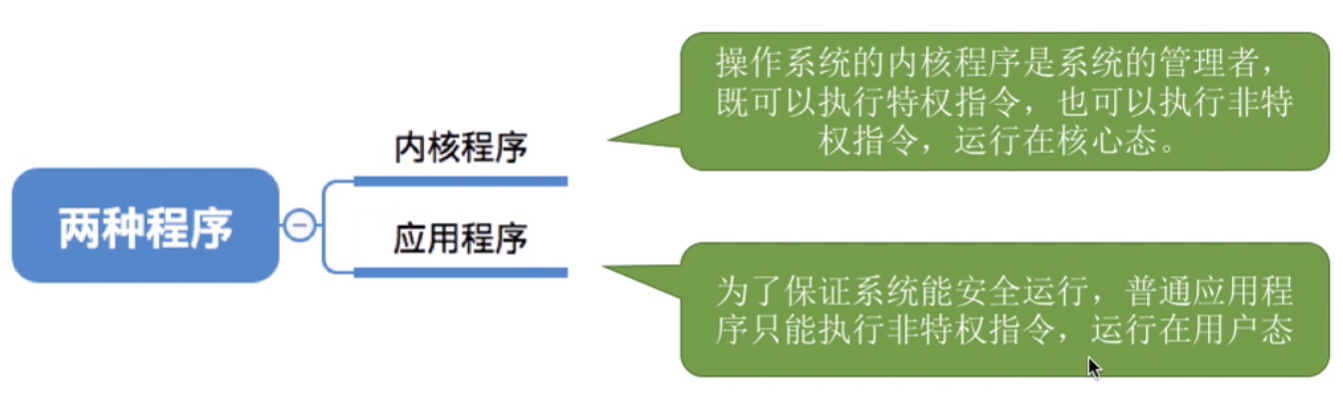 两种程序
内核程序
操作系统的内核程序是系统的管理者，
既可以执行特权指令，也可以执行非特
权指令，运行在核心态。
应用程序
为了保证系统能安全运行，普通应用程
序只能执行非特权指令，运行在用户态